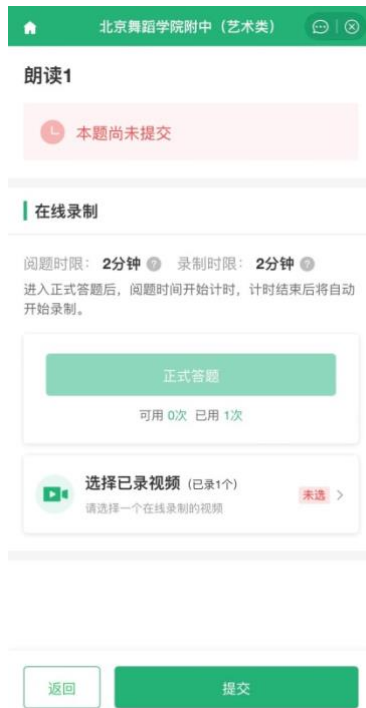 北京舞蹈学院附中（艺术类）
朗读1
本题尚未提交
在线录制
阅题时限： 2分钟 ? 录制时限： 2分钟 ?
进入正式答题后，阅题时间开始计时，计时结束后将自动
开始录制。
正式答题
可用 0次 已用 1次
选择已录视频（已录1个）
请选择一个在线录制的视频
未选
返回
提交